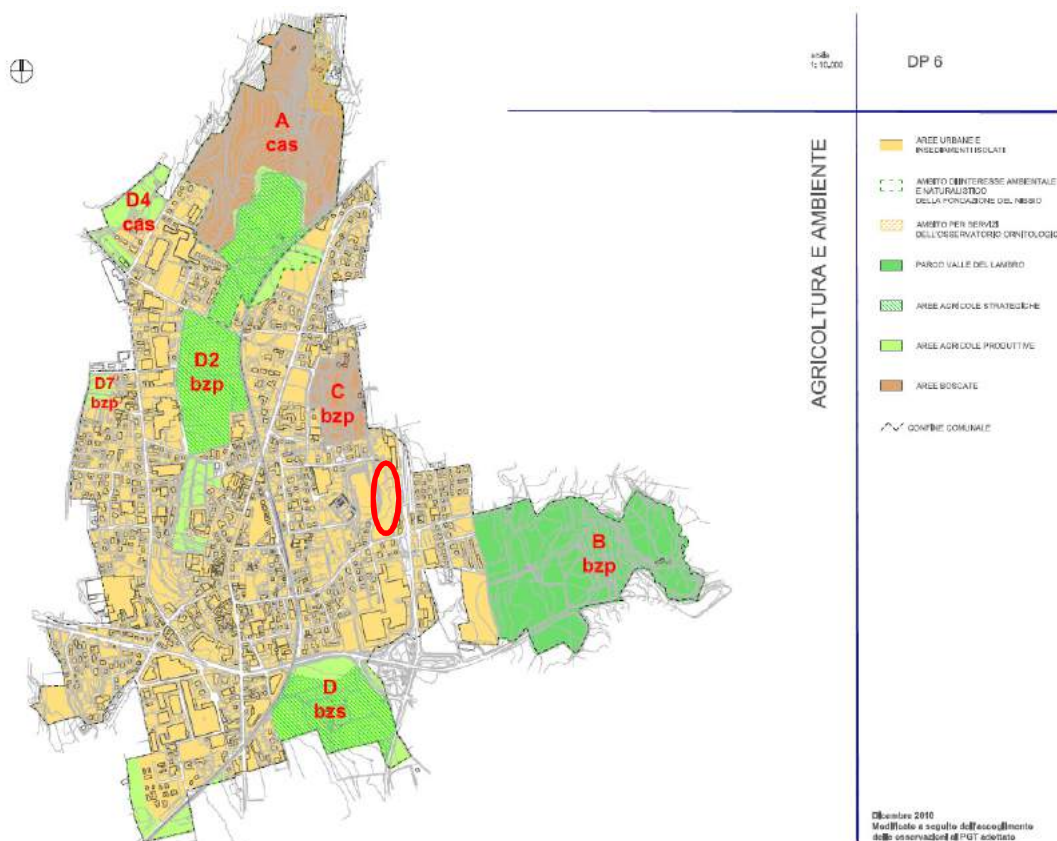 scala
1: 10.000
DP 6
AGRICOLTURA E AMBIENTE
AREE URBANE E
INSEDIAMENTI ISOLATI
AMBITO DI INTERESSE AMBIENTALE
E NATURALISTICO
DELLA FONDAZIONE DEL NIBBIO
AMBITO PER SERVIZI
DELL'OSSERVATORIO ORNITOLOGICO
PARCO VALLE DEL LAMBRO
AREE AGRICOLE STRATEGICHE
AREE AGRICOLE PRODUTTIVE
AREE BOSCATE
CONFINE COMUNALE
A
cas
D4
cas
D2
bzp
D7
bzp
C
bzp
B
bzp
D
bzs
Dicembre 2010
Modificato a seguito dell'accoglimento
delle osservazioni al PGT adottato